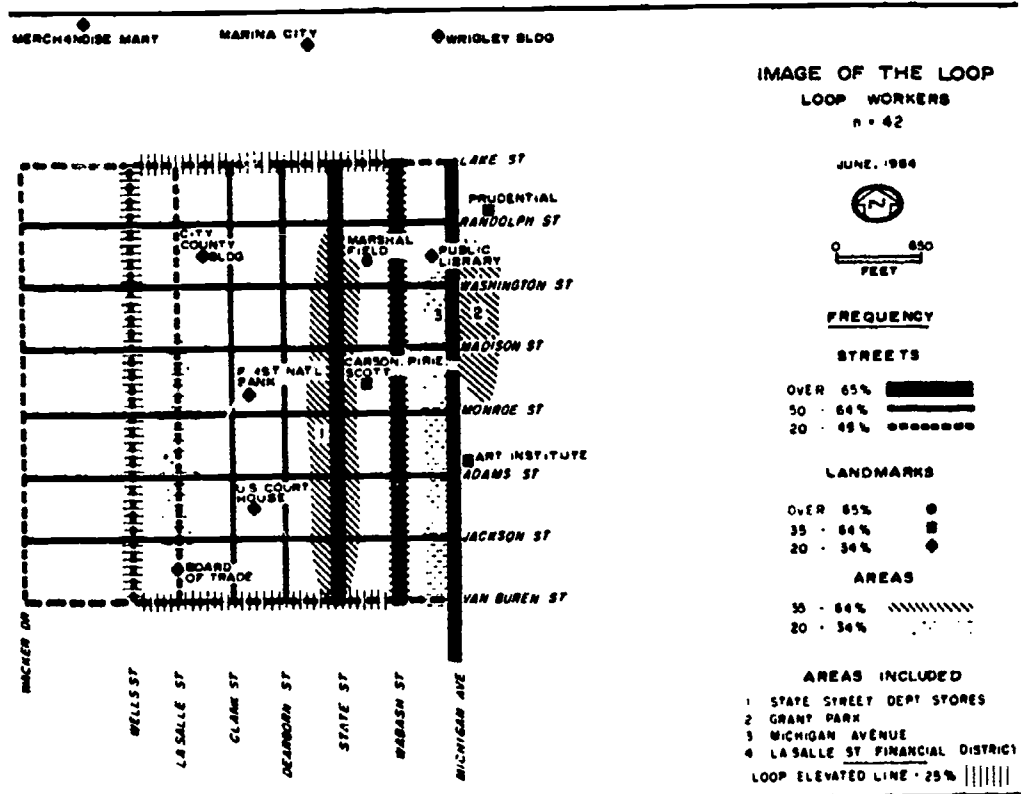 MERCHANDISE MART
MARINA CITY
WRIGLEY BLDG
IMAGE OF THE LOOP
LOOP WORKERS
n = 42
JUNE, 1964
N
0 650
FEET
LAKE ST
PRUDENTIAL
RANDOLPH ST
CITY
COUNTY
BLDG
MARSHAL
FIELD
PUBLIC
LIBRARY
WASHINGTON ST
3 2
MADISON ST
FIRST NAT'L
BANK
CARSON, PIRIE,
SCOTT
MONROE ST
1
ART INSTITUTE
ADAMS ST
U.S COURT
HOUSE
JACKSON ST
BOARD
OF TRADE
VAN BUREN ST
WACKER DR
WELLS ST
LA SALLE ST
CLARK ST
DEARBORN ST
STATE ST
WABASH ST
MICHIGAN AVE
FREQUENCY
STREETS
OVER 65%
50 - 64%
20 - 49%
LANDMARKS
OVER 65%
35 - 64%
20 - 34%
AREAS
35 - 64%
20 - 34%
AREAS INCLUDED
1 STATE STREET DEPT STORES
2 GRANT PARK
3 MICHIGAN AVENUE
4 LA SALLE ST FINANCIAL DISTRICT
LOOP ELEVATED LINE - 25%